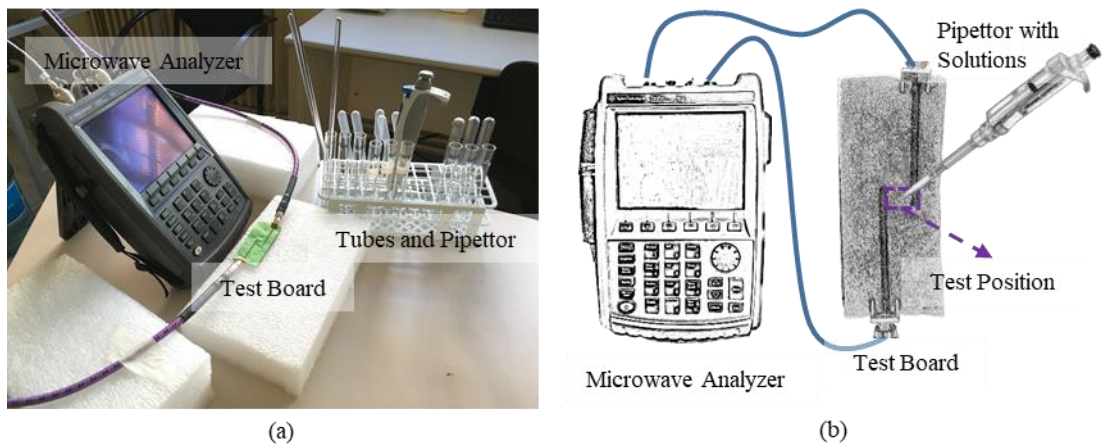 Microwave Analyzer
Tubes and Pipettor
Test Board
(a)
Pipettor with
Solutions
Test Position
Test Board
Microwave Analyzer
(b)